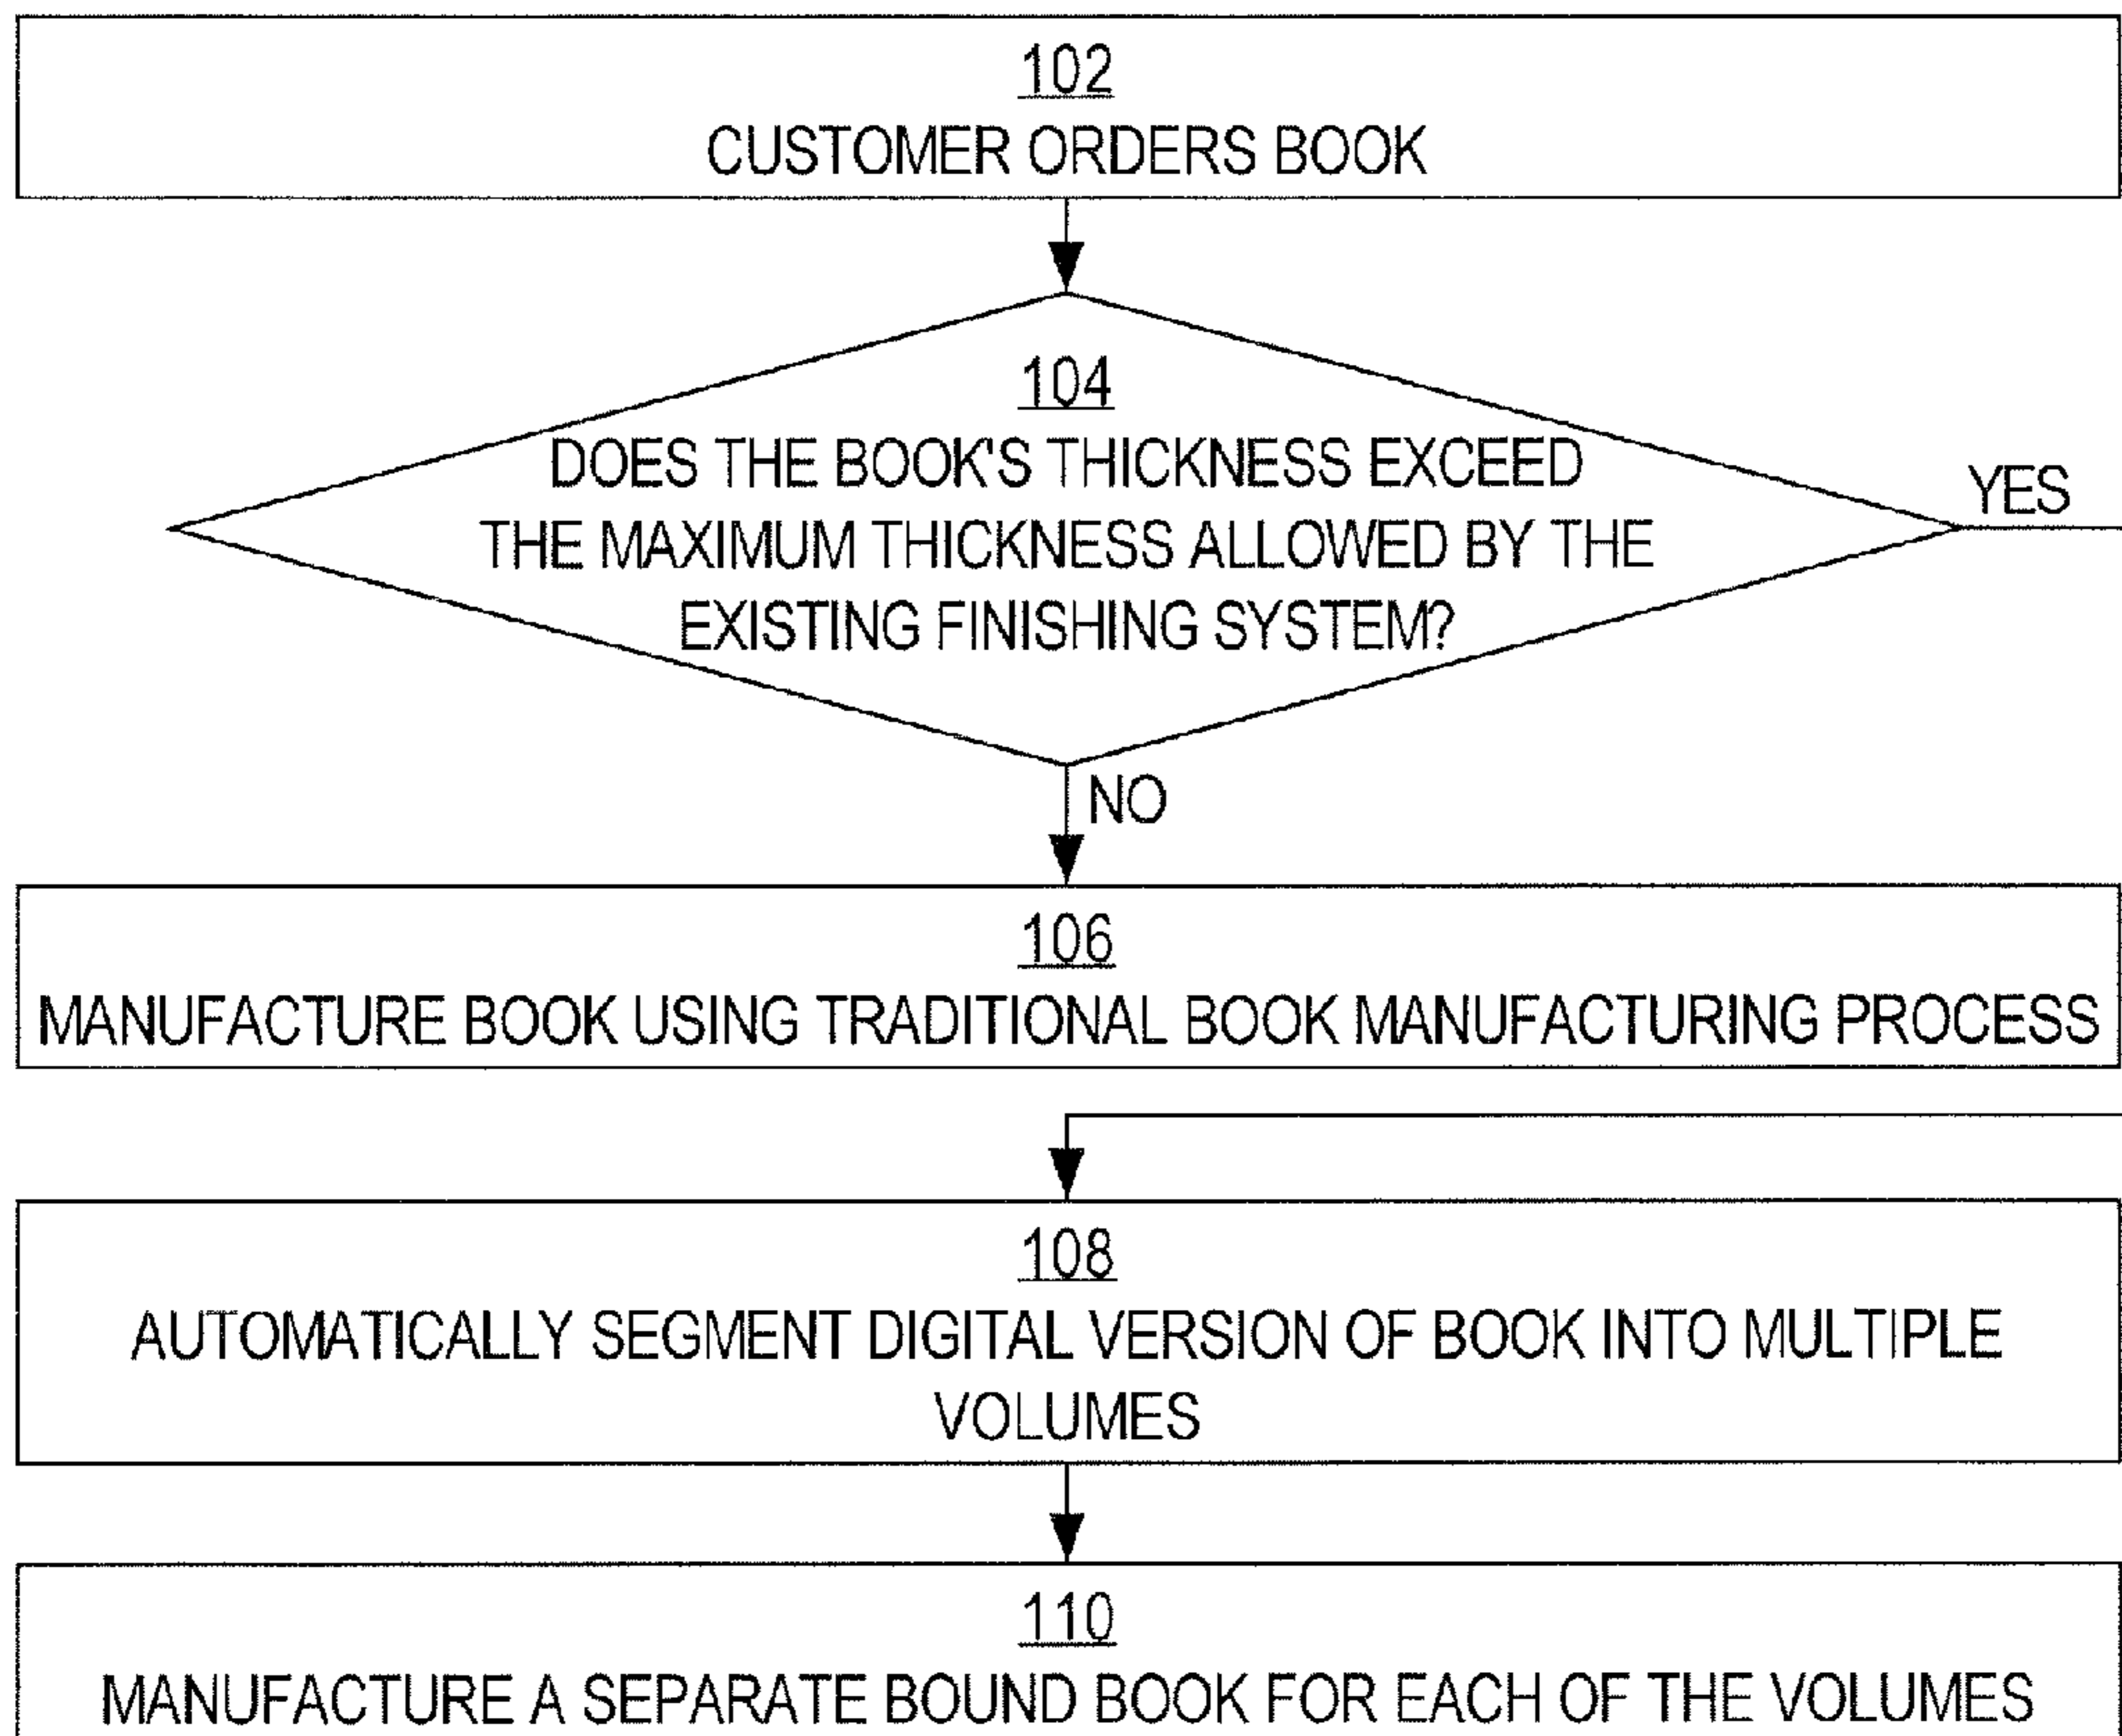 102
CUSTOMER ORDERS BOOK
104
DOES THE BOOK'S THICKNESS EXCEED
THE MAXIMUM THICKNESS ALLOWED BY THE
EXISTING FINISHING SYSTEM?
YES
NO
106
MANUFACTURE BOOK USING TRADITIONAL BOOK MANUFACTURING PROCESS
108
AUTOMATICALLY SEGMENT DIGITAL VERSION OF BOOK INTO MULTIPLE
VOLUMES
110
MANUFACTURE A SEPARATE BOUND BOOK FOR EACH OF THE VOLUMES